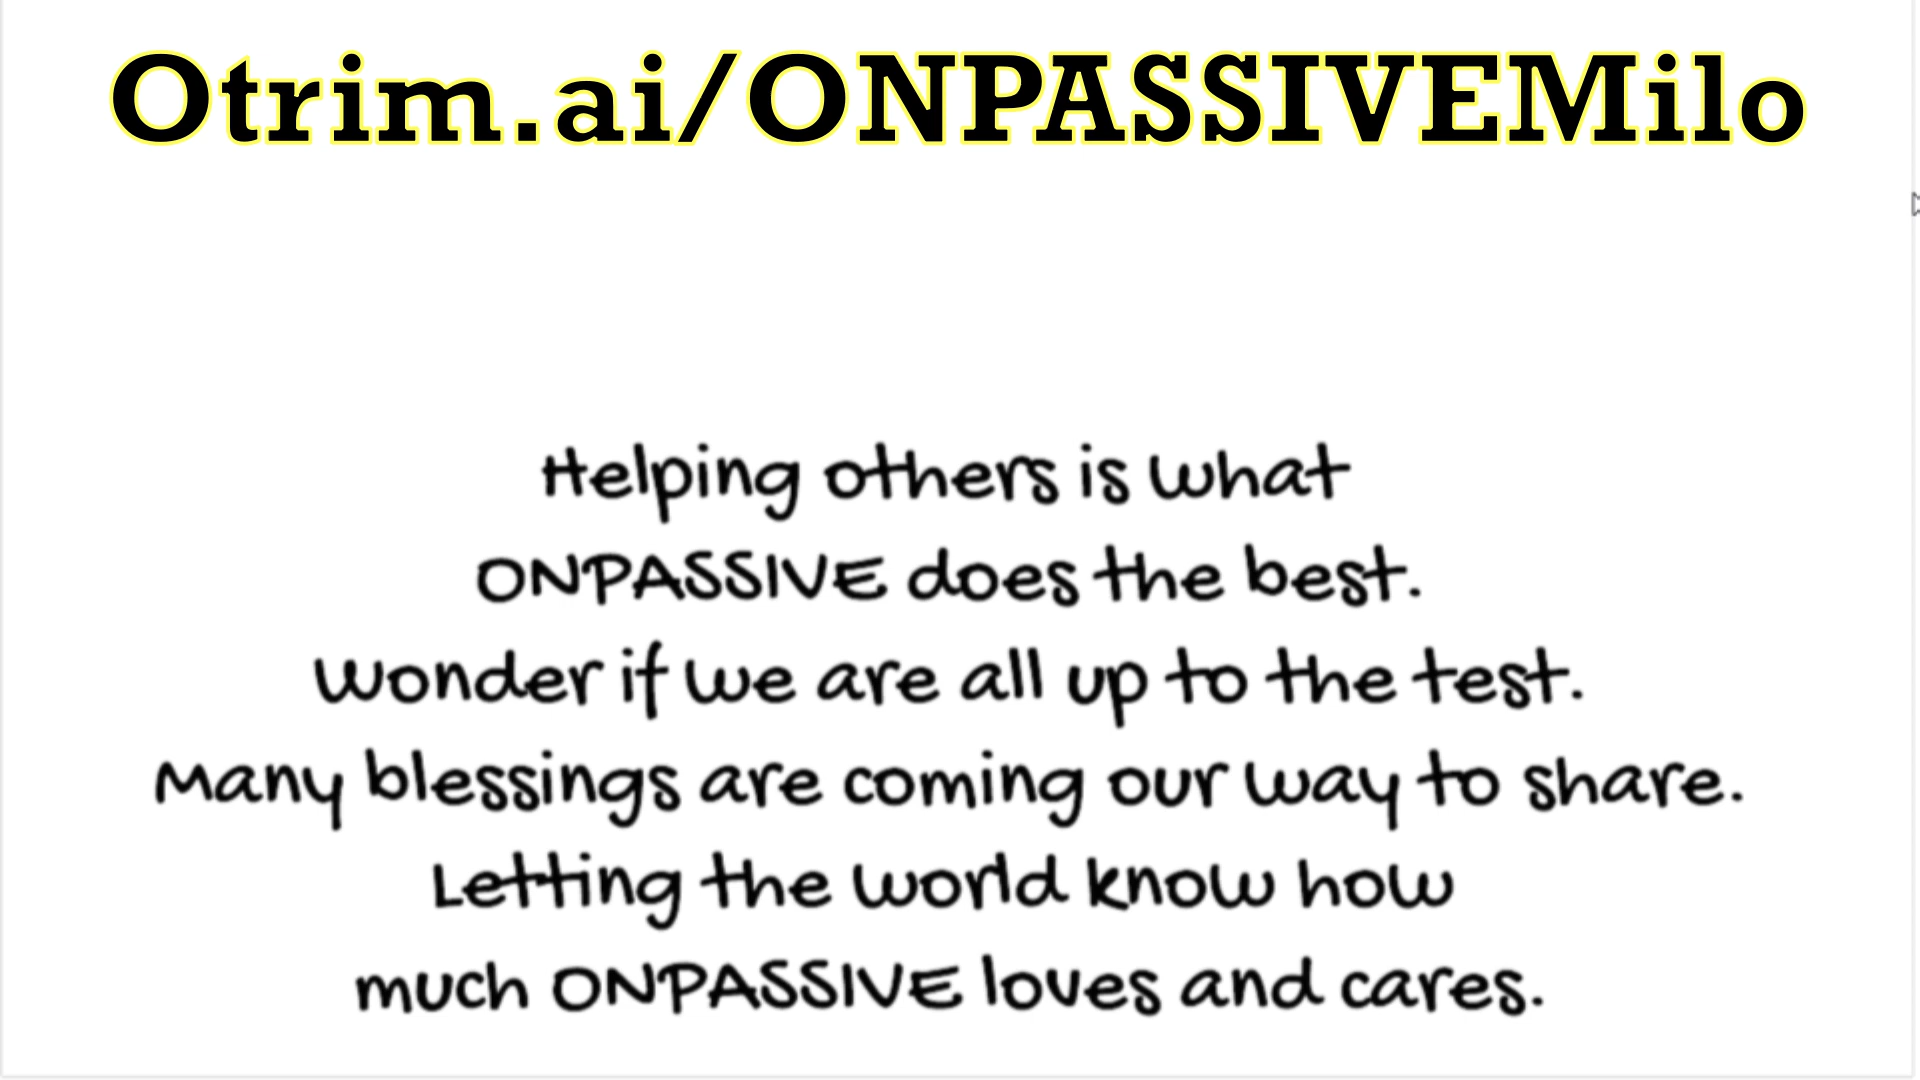 Otrim.ai/ONPASSIVEMilo
Helping others is what
ONPASSIVE does the best.
Wonder if we are all up to the test.
Many blessings are coming our way to share.
Letting the world know how
much ONPASSIVE loves and cares.